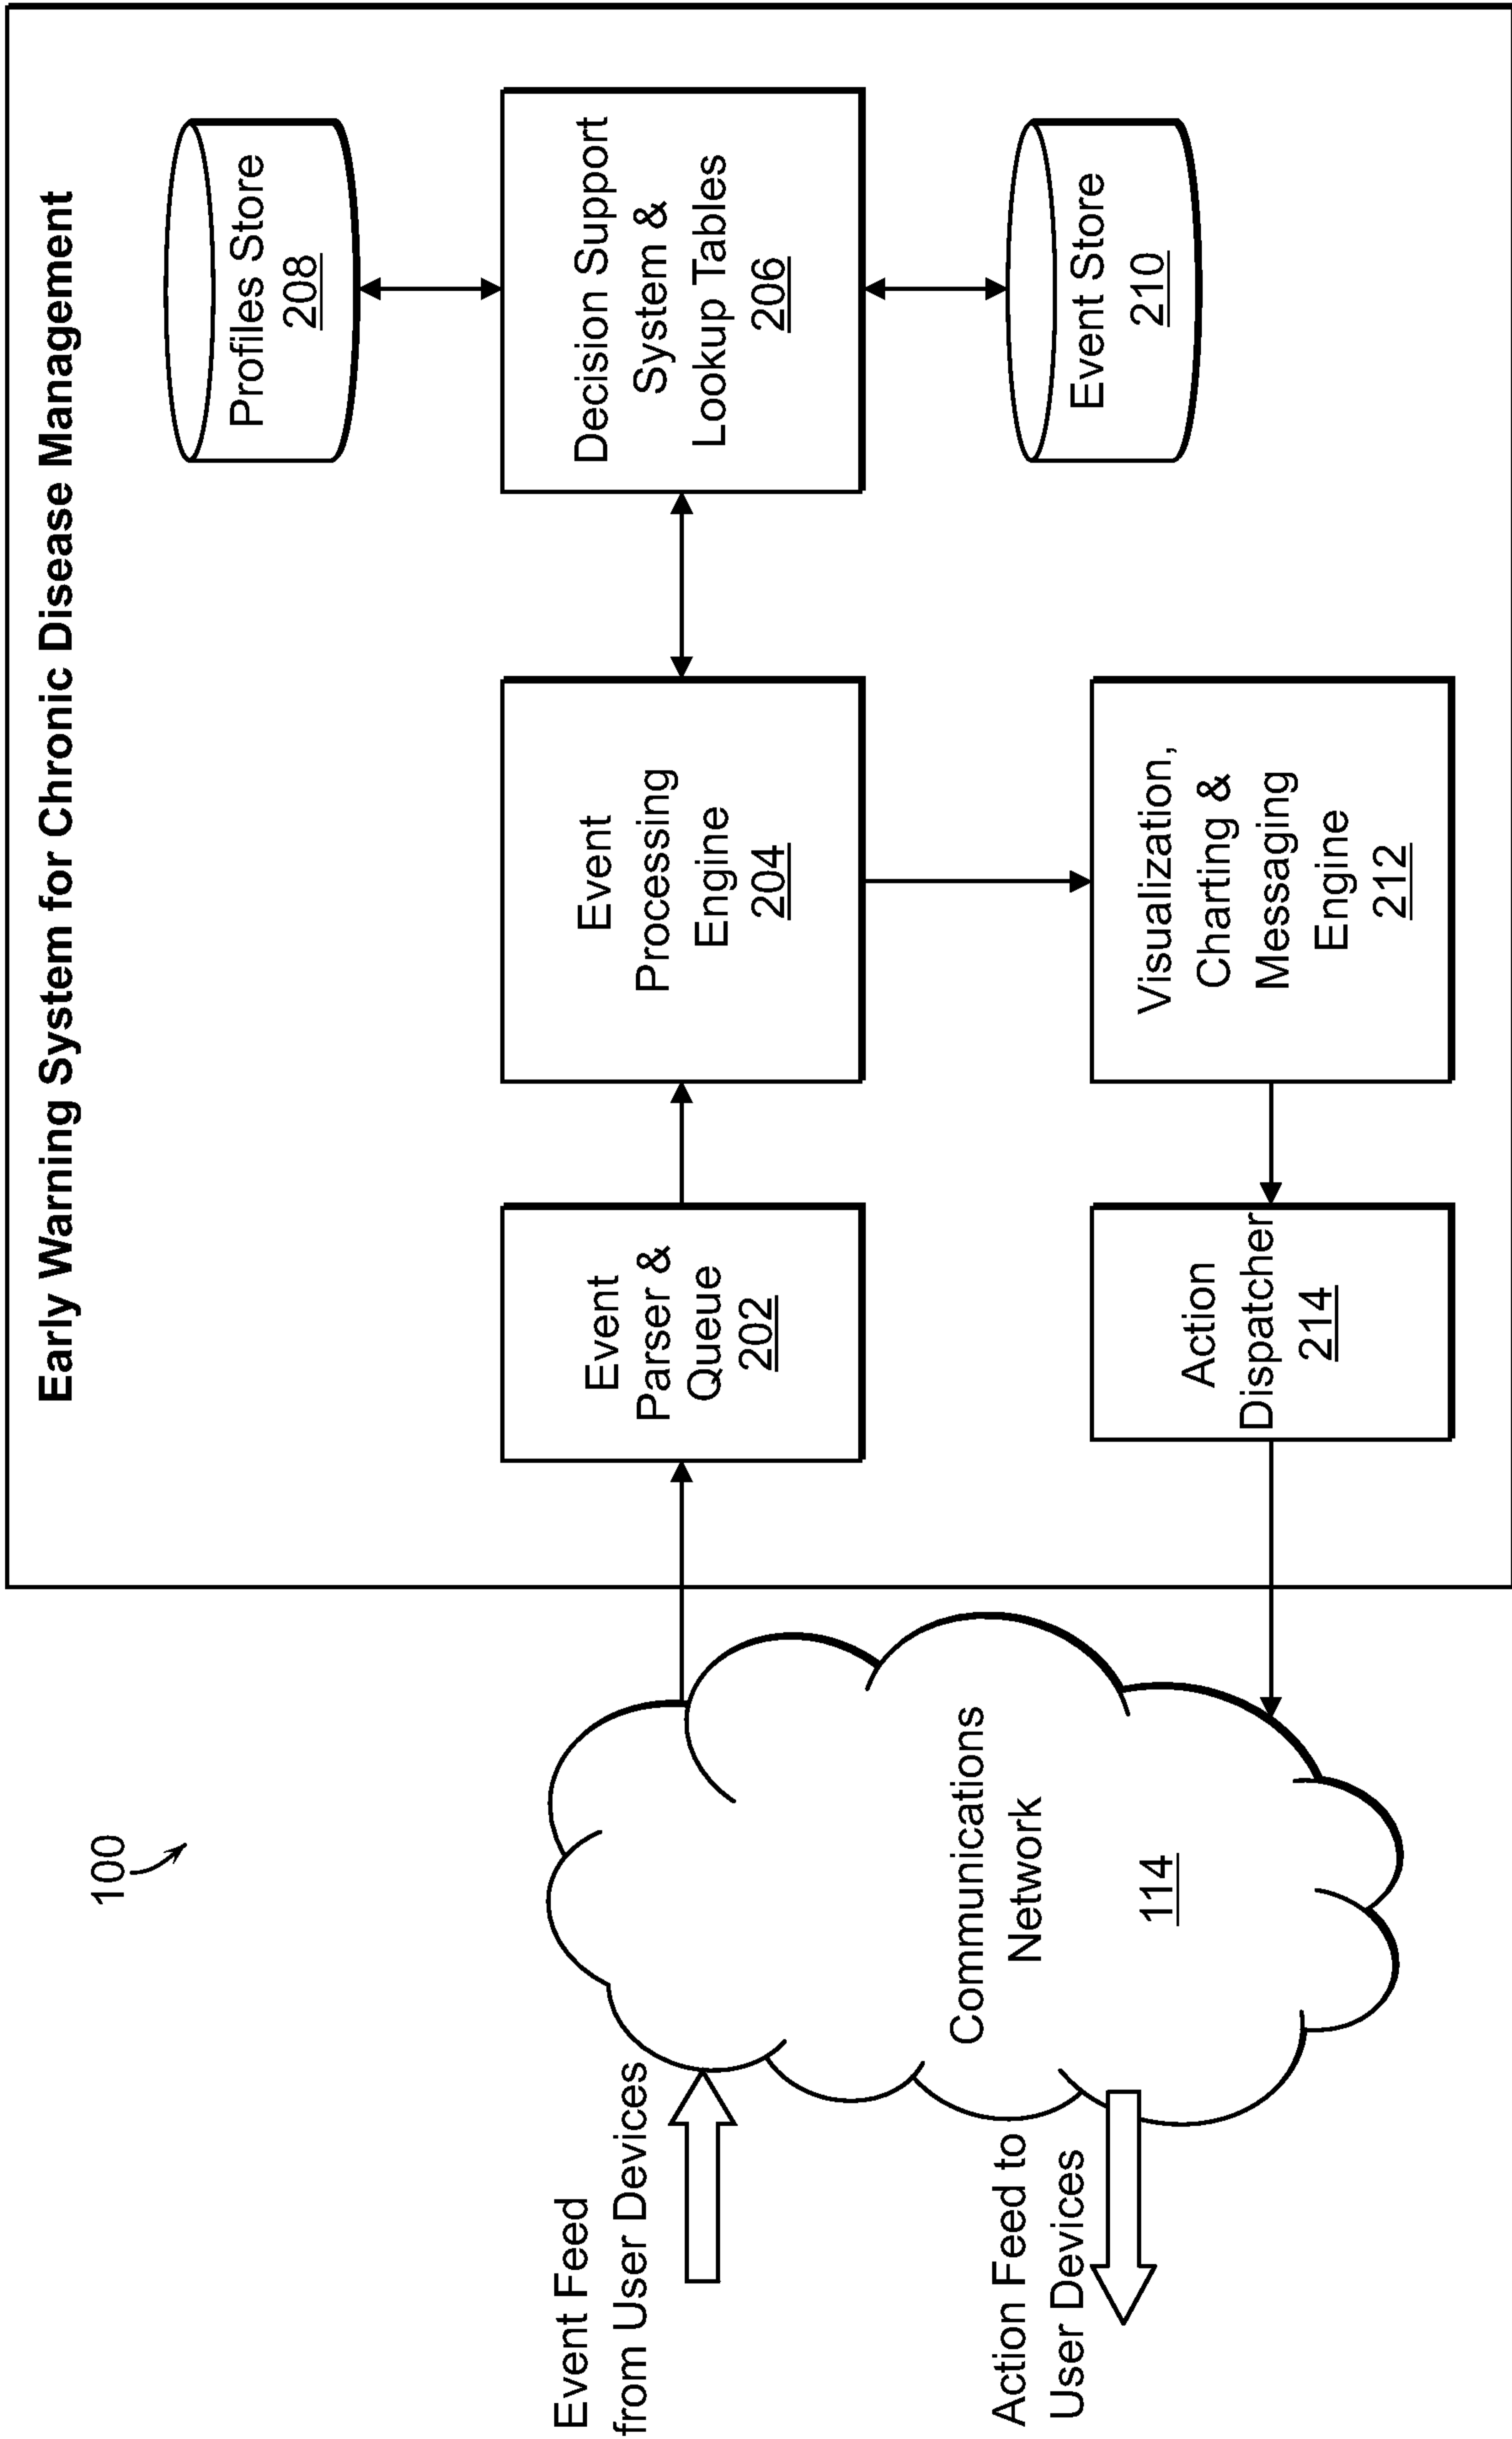 Early Warning System for Chronic Disease Management
100
Event Feed
from User Devices
Action Feed to
User Devices
Communications
Network
114
Event
Parser &
Queue
202
Event
Processing
Engine
204
Decision Support
System &
Lookup Tables
206
Profiles Store
208
Event Store
210
Visualization,
Charting &
Messaging
Engine
212
Action
Dispatcher
214